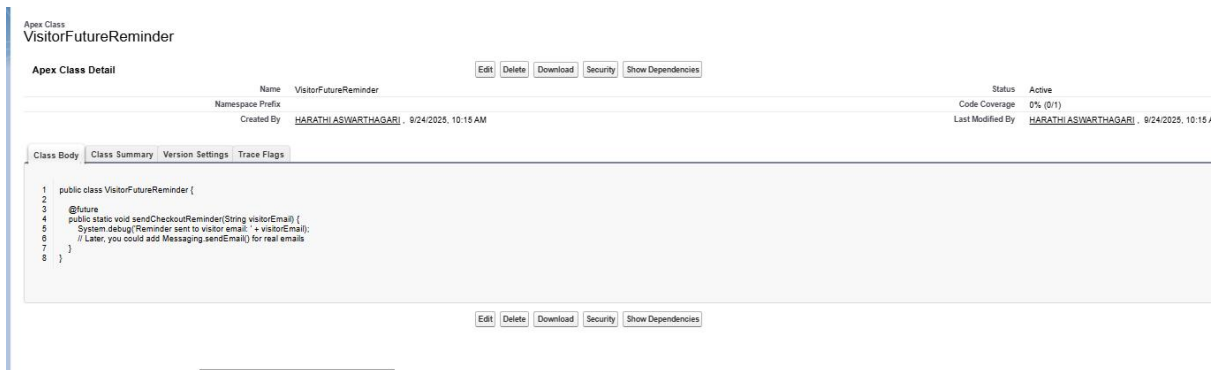 Apex Class
VisitorFutureReminder
Apex Class Detail
Edit Delete Download Security Show Dependencies
Name VisitorFutureReminder Status Active
Namespace Prefix Code Coverage 0% (0/1)
Created By HARATHI ASWARTHAGARI , 9/24/2025, 10:15 AM Last Modified By HARATHI ASWARTHAGARI , 9/24/2025, 10:15 A
Class Body Class Summary Version Settings Trace Flags
1 public class VisitorFutureReminder {
2
3 @future
4 public static void sendCheckoutReminder(String visitorEmail) {
5 System.debug('Reminder sent to visitor email: ' + visitorEmail);
6 // Later, you could add Messaging.sendEmail() for real emails
7 }
8 }
Edit Delete Download Security Show Dependencies